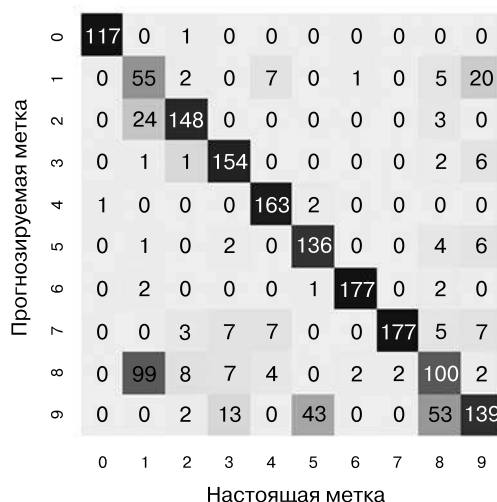 Прогнозируемая метка
0 117 0 1 0 0 0 0 0 0 0
1 0 55 2 0 7 0 1 0 5 20
2 0 24 148 0 0 0 0 0 3 0
3 0 1 1 154 0 0 0 0 2 6
4 1 0 0 0 163 2 0 0 0 0
5 0 1 0 2 0 136 0 0 4 6
6 0 2 0 0 0 1 177 0 2 0
7 0 0 3 7 7 0 0 177 5 7
8 0 99 8 7 4 0 2 2 100 2
9 0 0 2 13 0 43 0 0 53 139
0 1 2 3 4 5 6 7 8 9
Настоящая метка